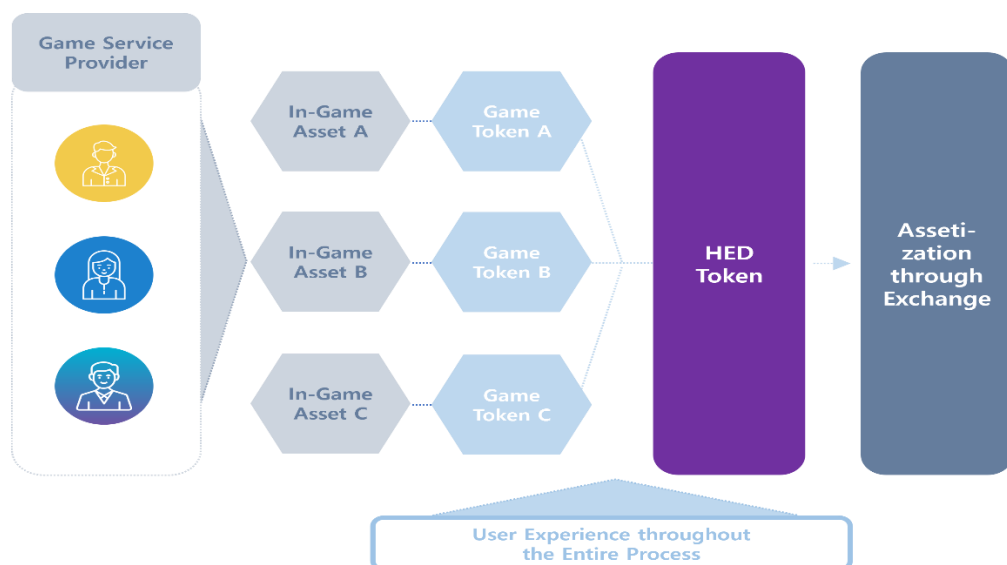 Game Service
Provider
In-Game
Asset A
Game
Token A
In-Game
Asset B
Game
Token B
In-Game
Asset C
Game
Token C
HED
Token
Asseti-
zation
through
Exchange
User Experience throughout
the Entire Process